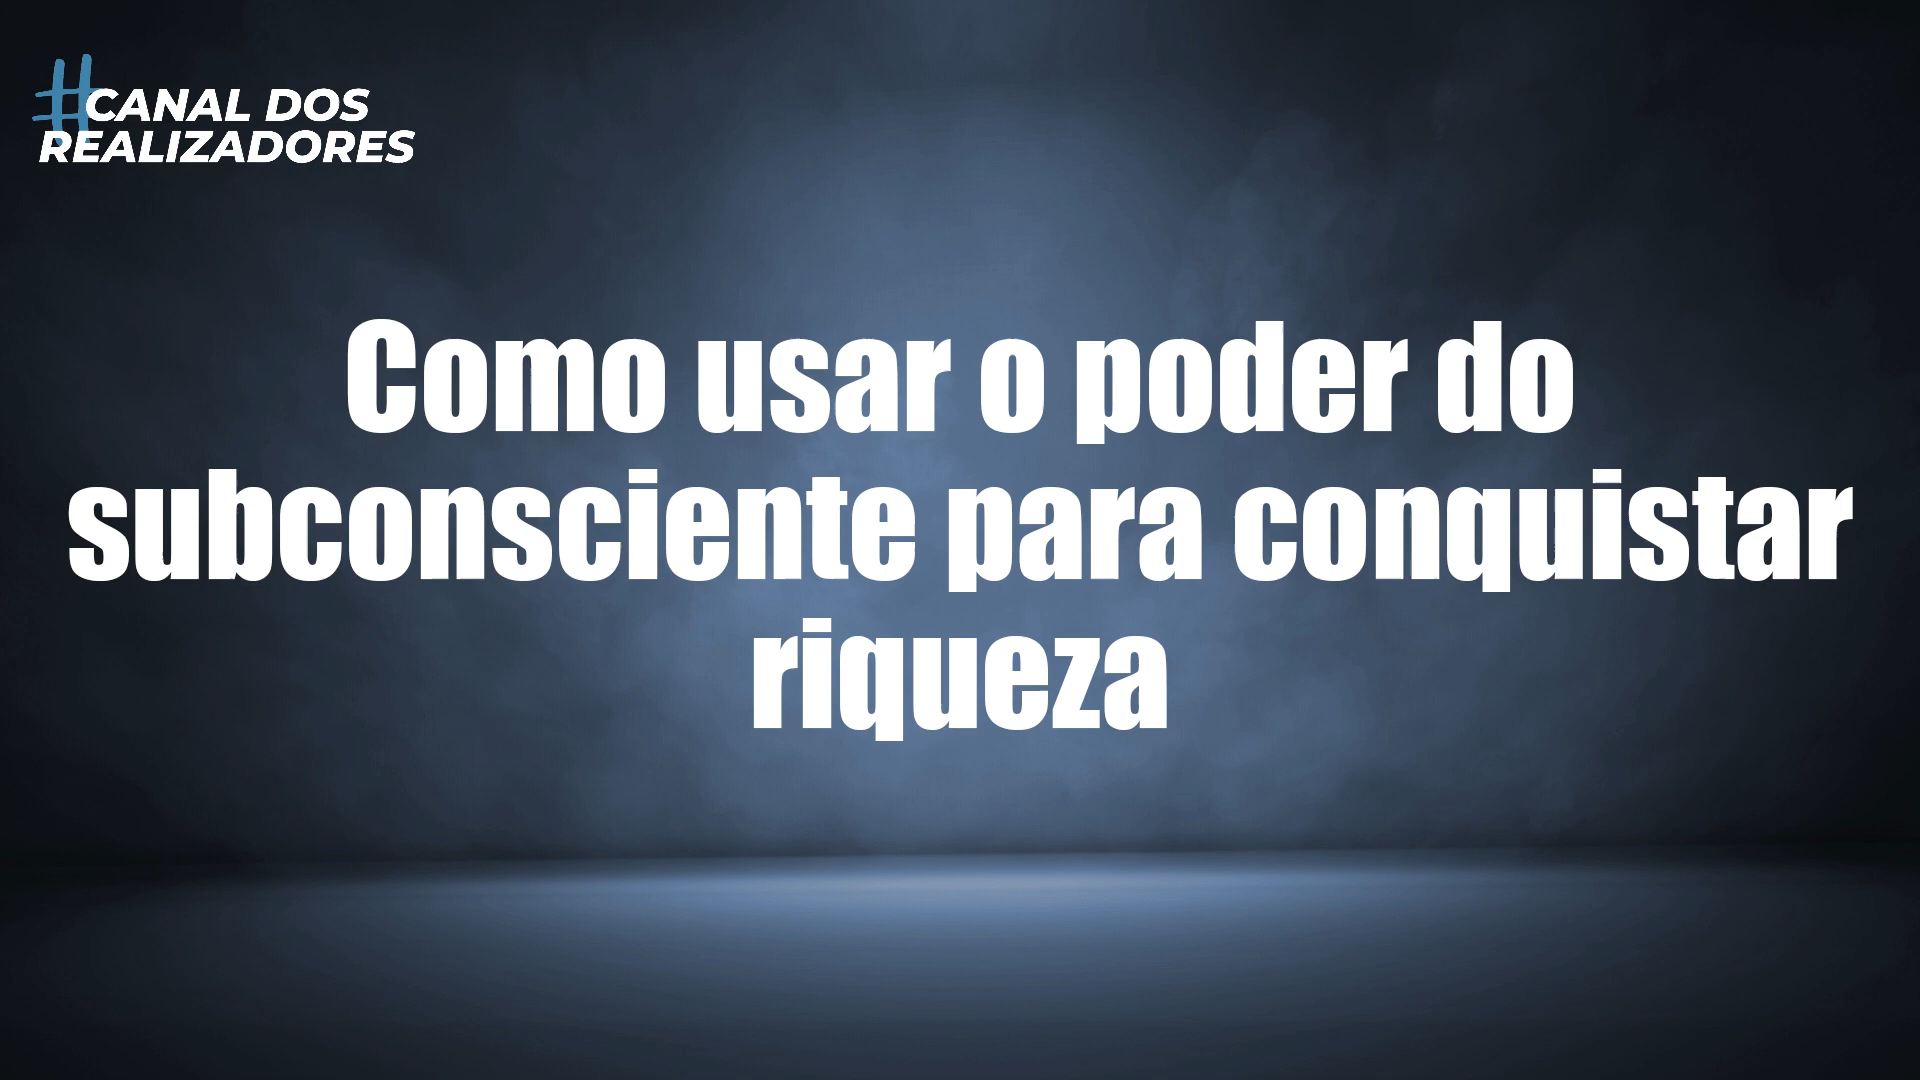 #CANAL DOS
REALIZADORES
Como usar o poder do
subconsciente para conquistar
riqueza